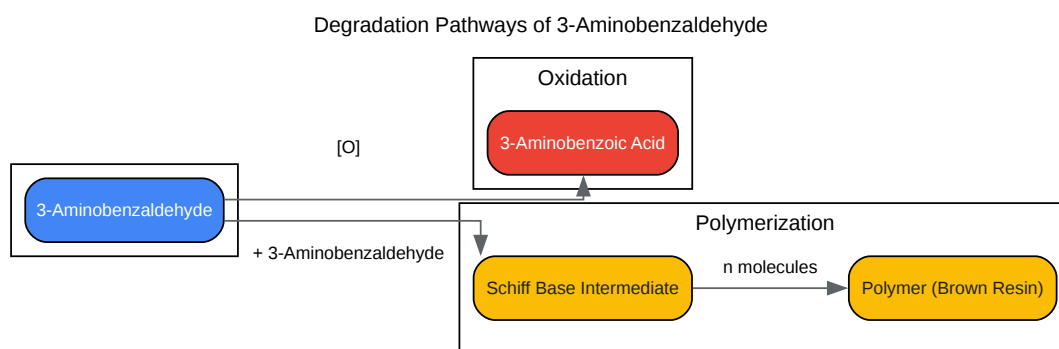 Degradation Pathways of 3-Aminobenzaldehyde
Oxidation
3-Aminobenzoic Acid
[O]
3-Aminobenzaldehyde
+ 3-Aminobenzaldehyde
Polymerization
Schiff Base Intermediate
n molecules
Polymer (Brown Resin)